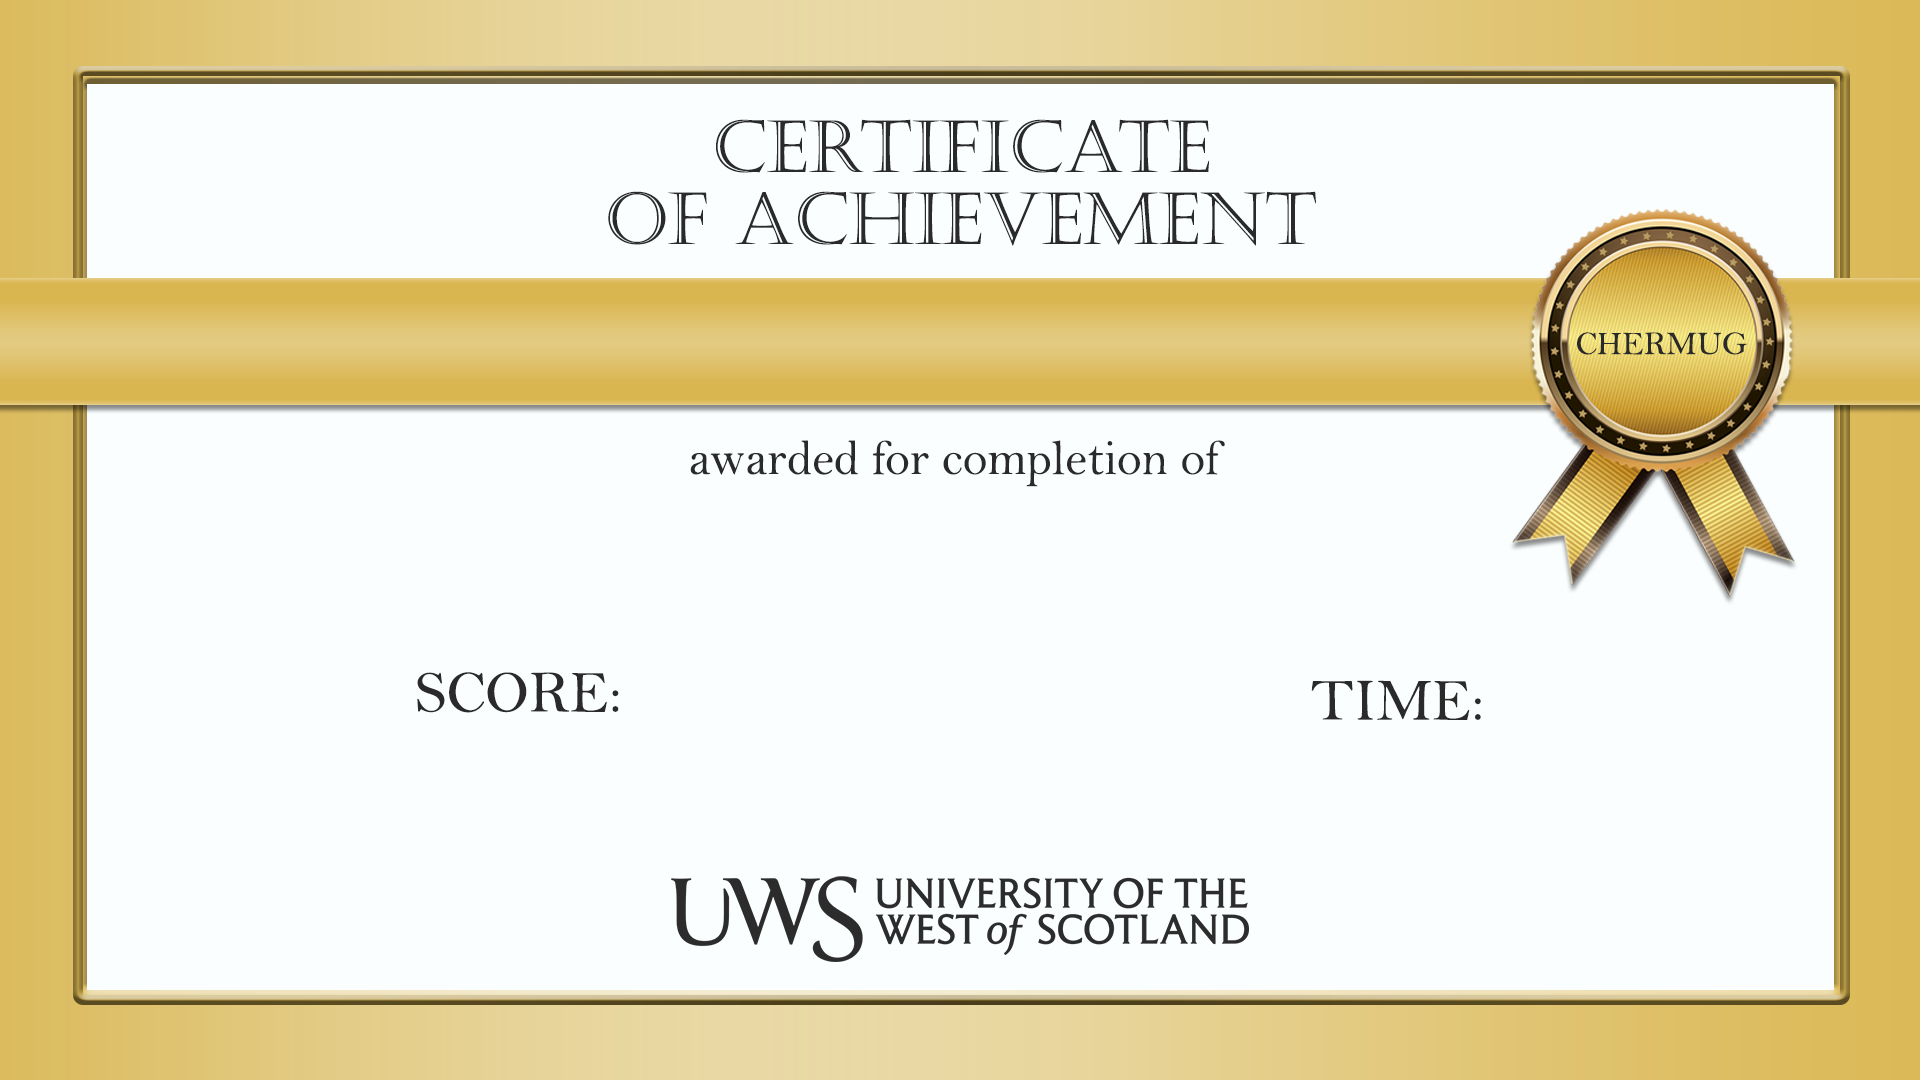 CERTIFICATE
OF ACHIEVEMENT
CHERMUG
awarded for completion of
SCORE:
TIME:
UWS UNIVERSITY OF THE
WEST of SCOTLAND